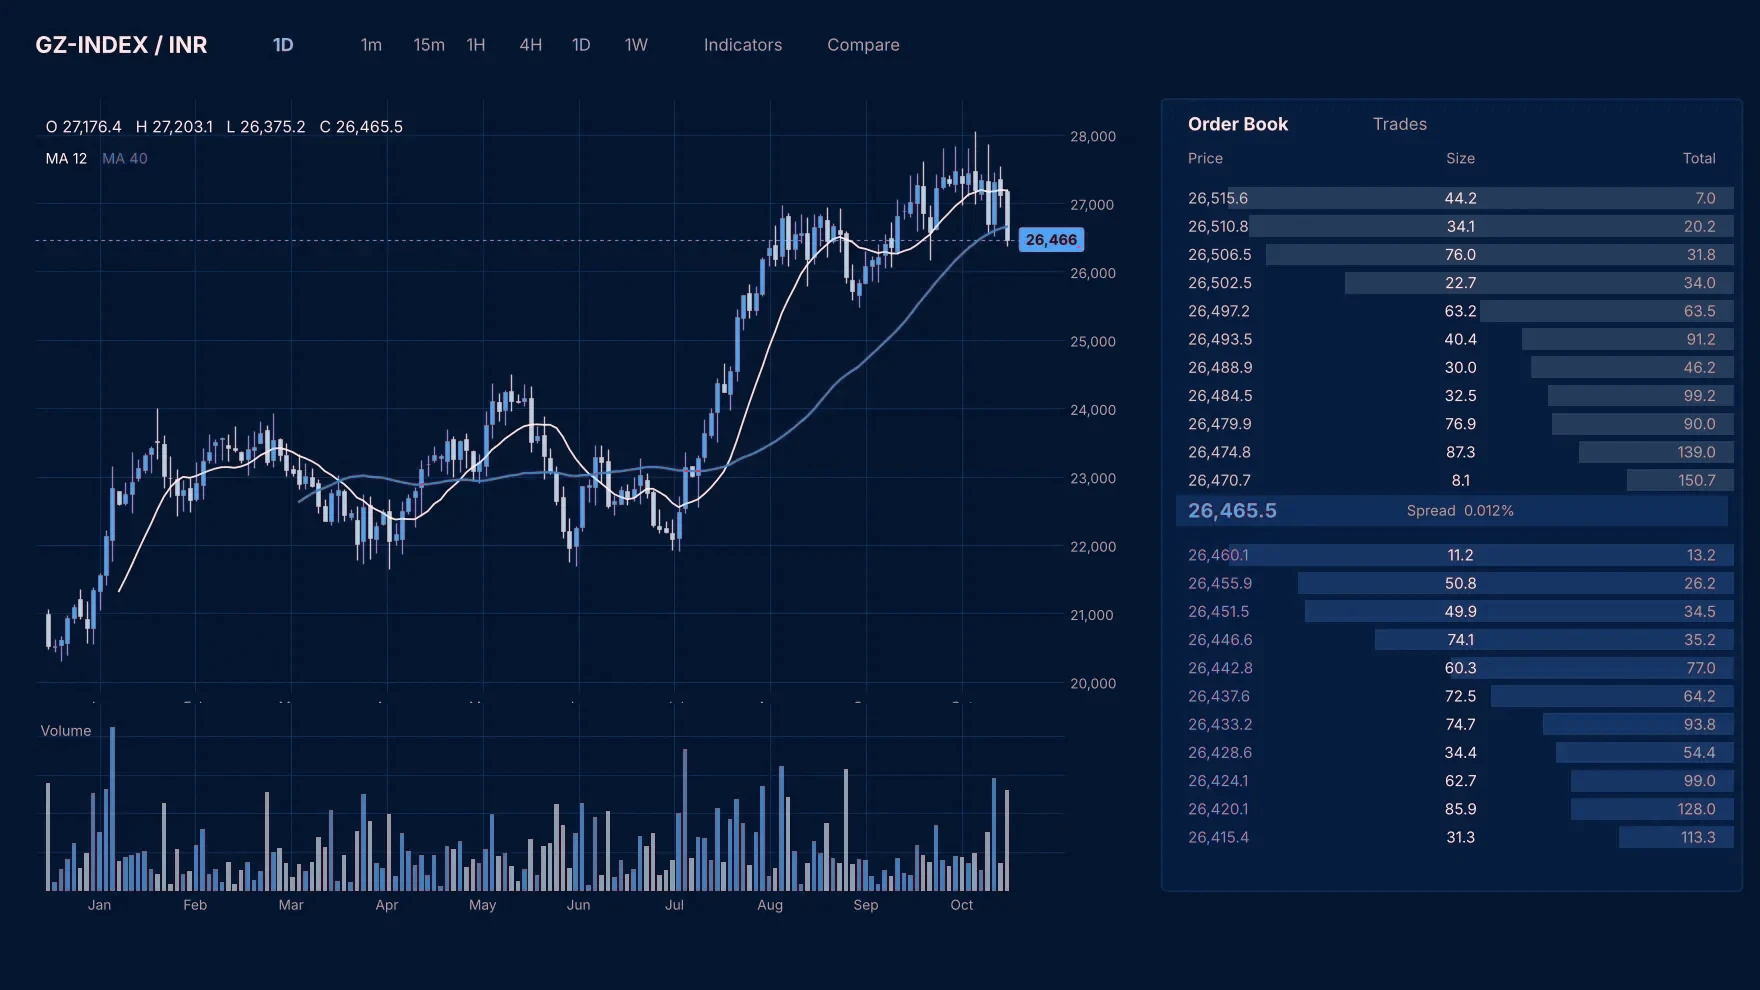 GZ-INDEX / INR 1D 1m 15m 1H 4H 1D 1W Indicators Compare
O 27,176.4 H 27,203.1 L 26,375.2 C 26,465.5
MA 12 MA 40
28,000
27,000
26,466
26,000
25,000
24,000
23,000
22,000
21,000
20,000
Volume
Jan Feb Mar Apr May Jun Jul Aug Sep Oct
Order Book Trades
Price Size Total
26,515.6 44.2 7.0
26,510.8 34.1 20.2
26,506.5 76.0 31.8
26,502.5 22.7 34.0
26,497.2 63.2 63.5
26,493.5 40.4 91.2
26,488.9 30.0 46.2
26,484.5 32.5 99.2
26,479.9 76.9 90.0
26,474.8 87.3 139.0
26,470.7 8.1 150.7
26,465.5 Spread 0.012%
26,460.1 11.2 13.2
26,455.9 50.8 26.2
26,451.5 49.9 34.5
26,446.6 74.1 35.2
26,442.8 60.3 77.0
26,437.6 72.5 64.2
26,433.2 74.7 93.8
26,428.6 34.4 54.4
26,424.1 62.7 99.0
26,420.1 85.9 128.0
26,415.4 31.3 113.3